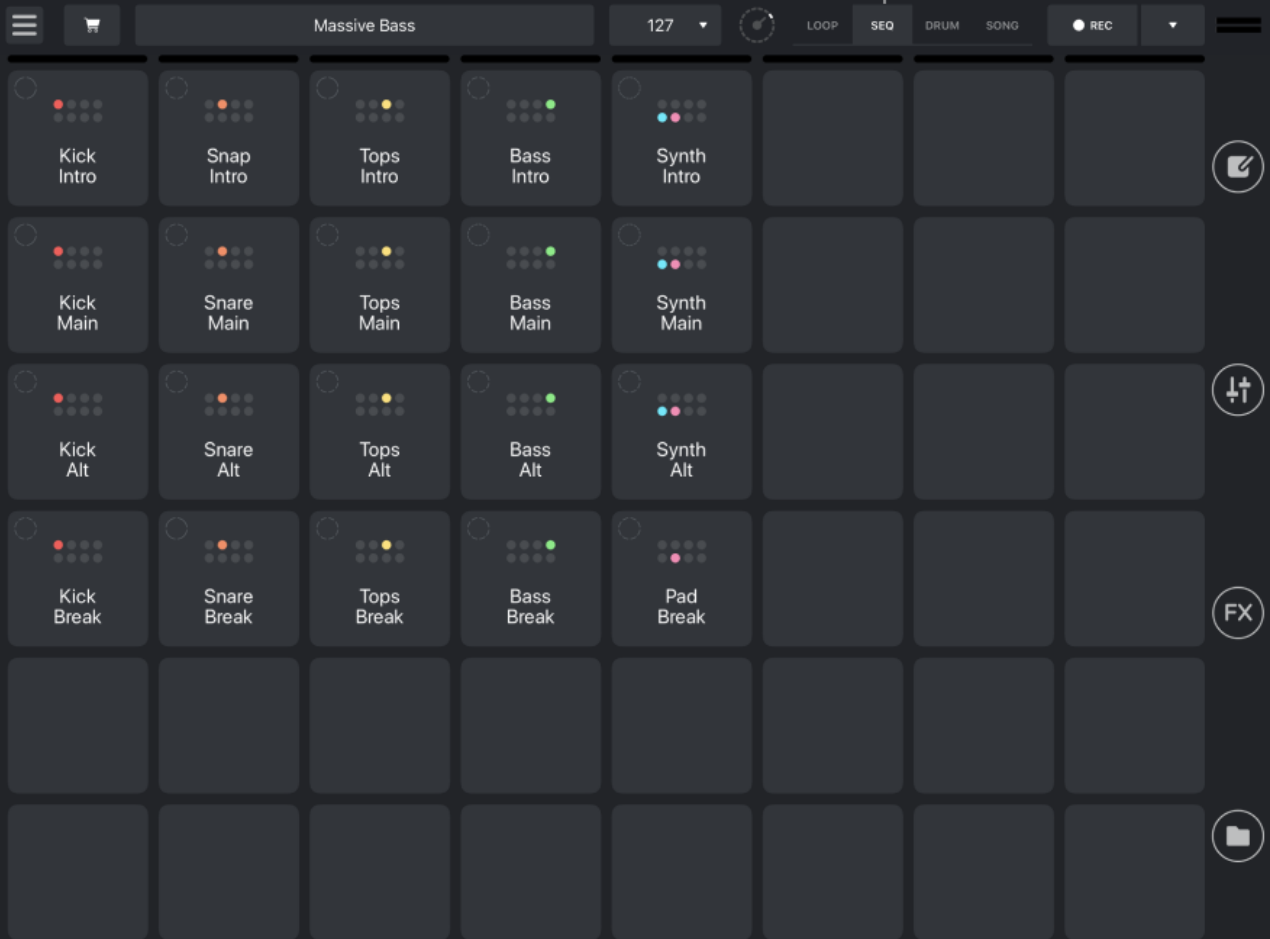 Massive Bass
127
LOOP
SEQ
DRUM
SONG
REC
Kick
Intro
Snap
Intro
Tops
Intro
Bass
Intro
Synth
Intro
Kick
Main
Snare
Main
Tops
Main
Bass
Main
Synth
Main
Kick
Alt
Snare
Alt
Tops
Alt
Bass
Alt
Synth
Alt
Kick
Break
Snare
Break
Tops
Break
Bass
Break
Pad
Break
FX